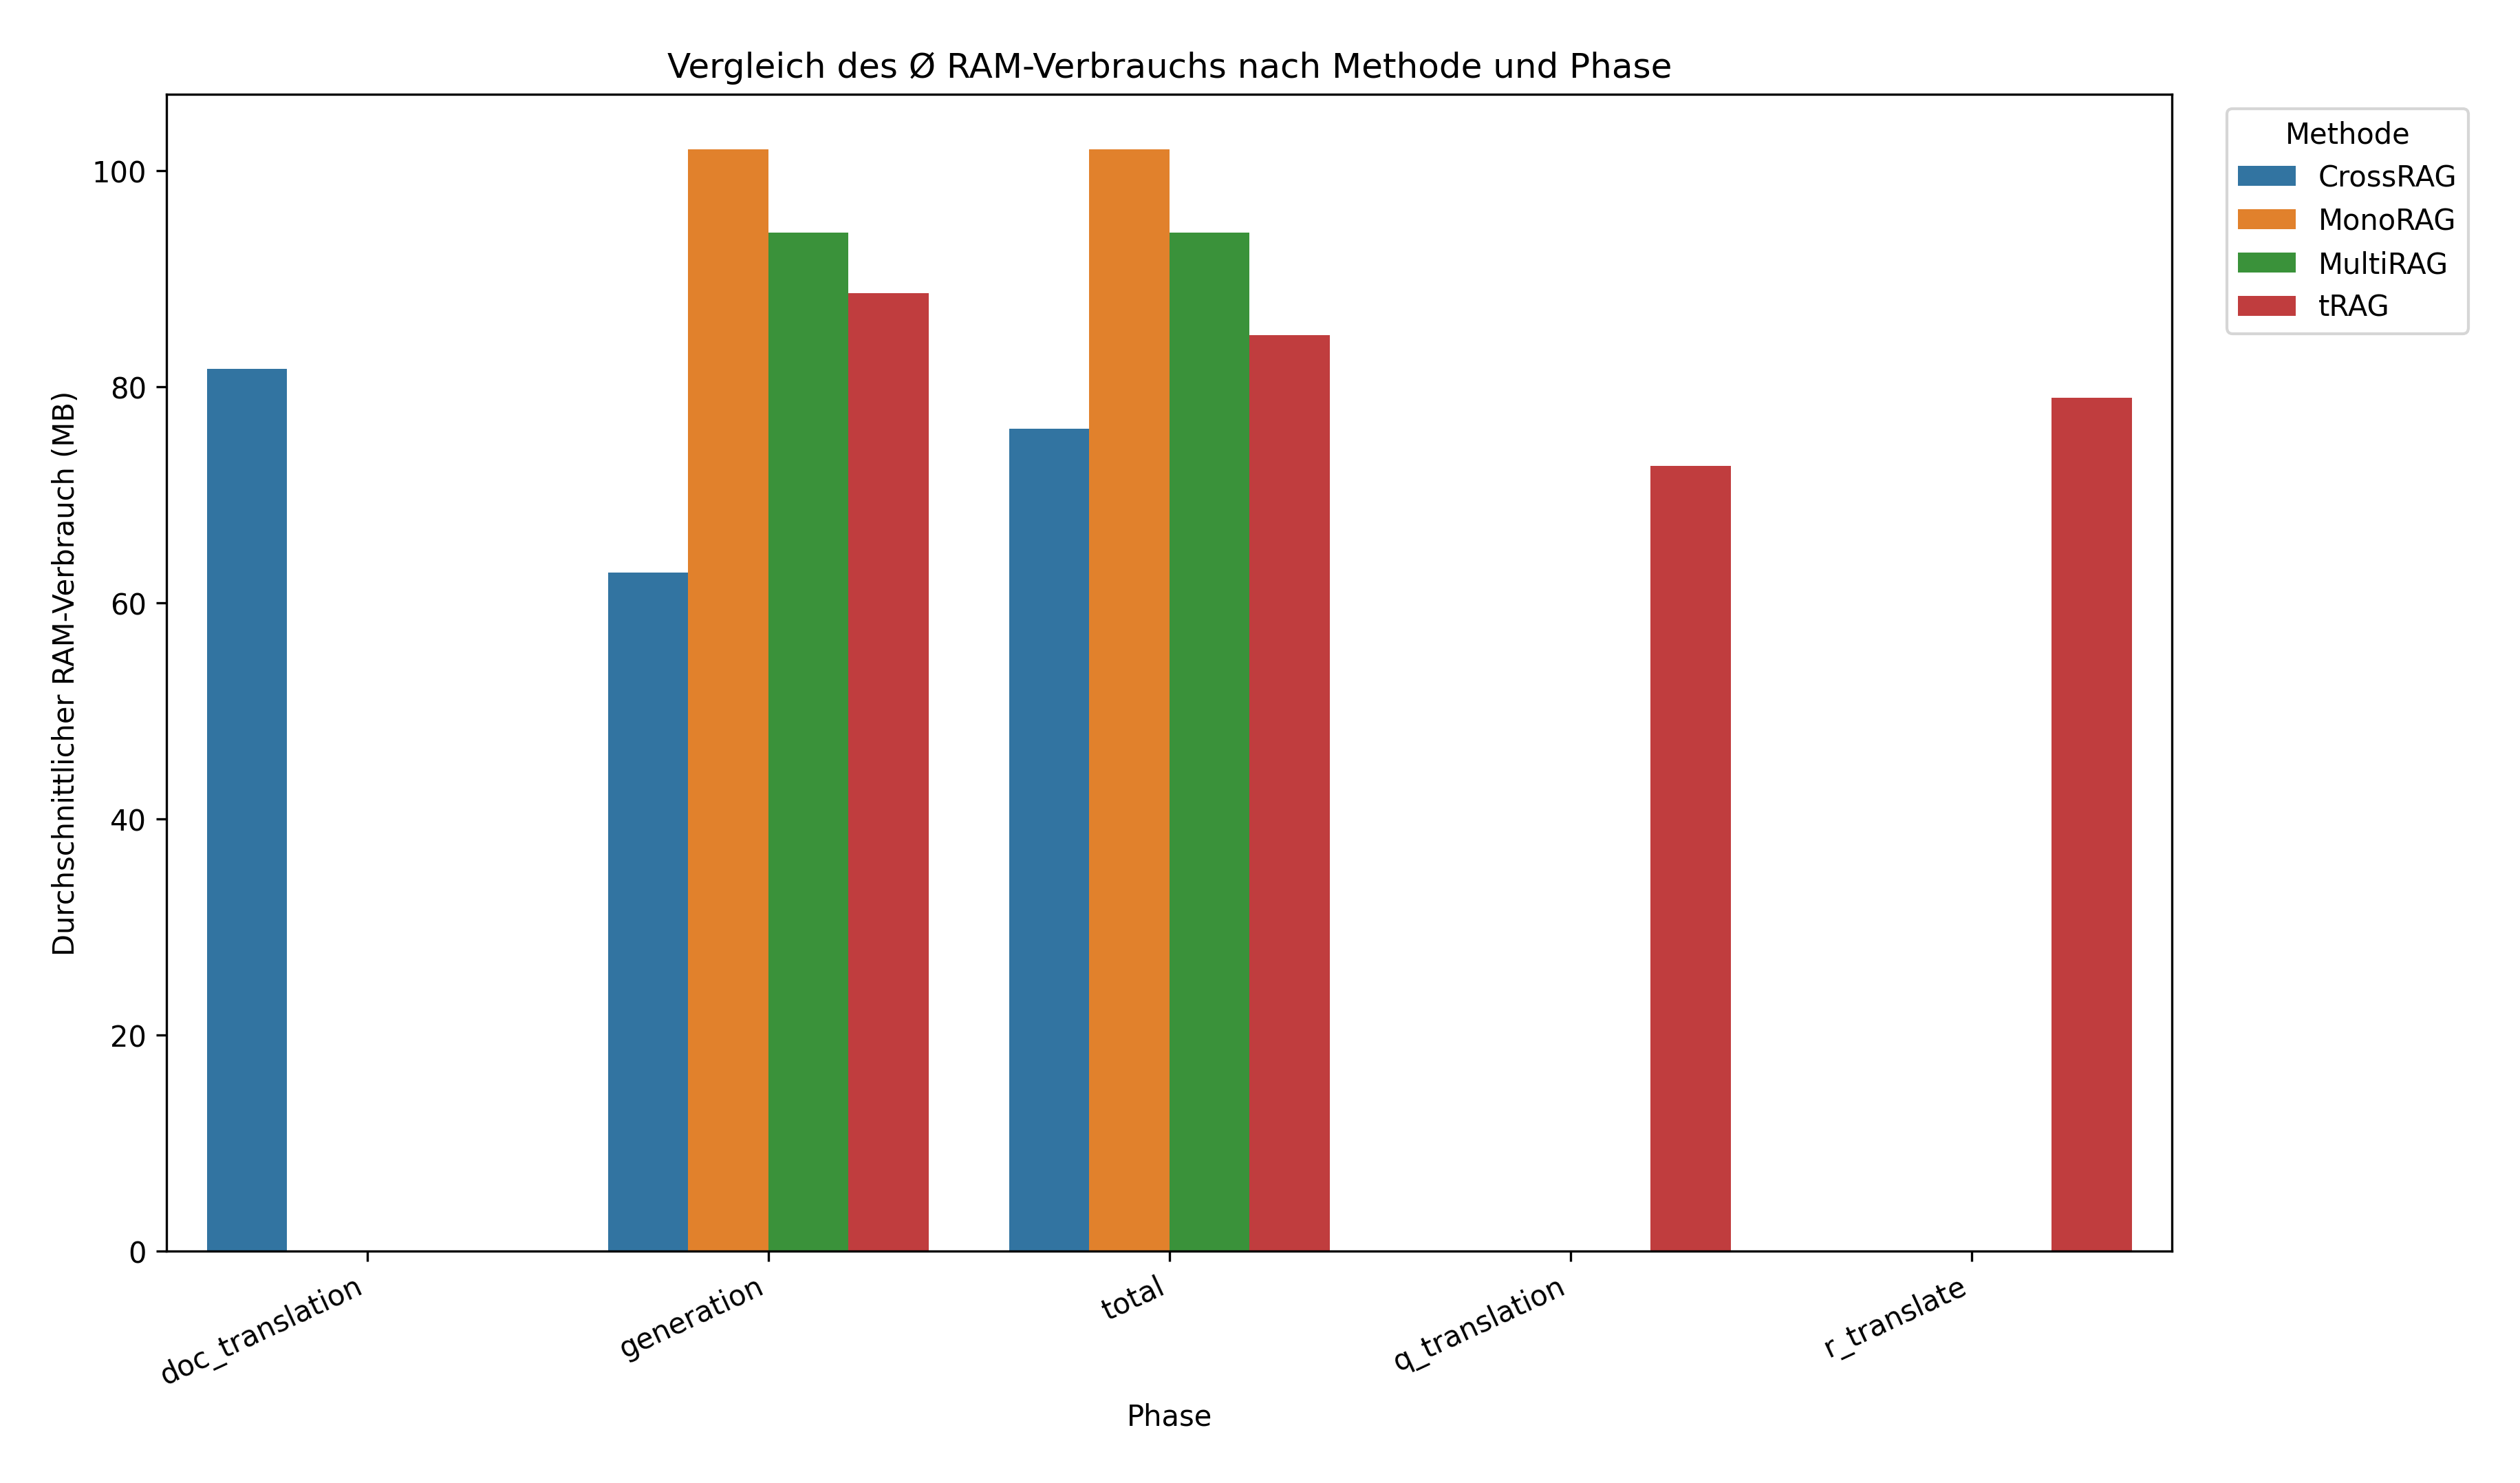 Vergleich des Ø RAM-Verbrauchs nach Methode und Phase
Durchschnittlicher RAM-Verbrauch (MB)
100
80
60
40
20
0
doc_translation
generation
total
q_translation
r_translate
Phase
Methode
CrossRAG
MonoRAG
MultiRAG
tRAG